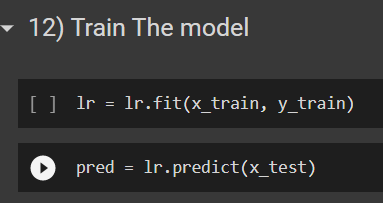 12) Train The model
[ ] lr = lr.fit(x_train, y_train)
pred = lr.predict(x_test)